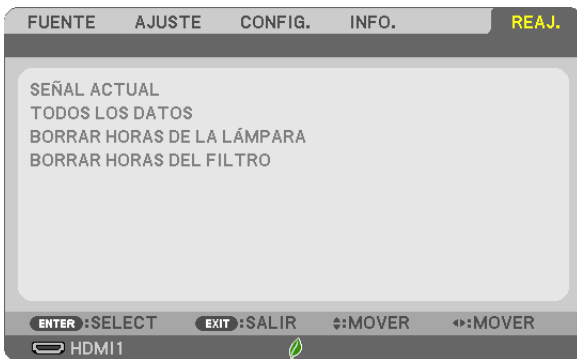 FUENTE AJUSTE CONFIG. INFO. REAJ.
SEÑAL ACTUAL
TODOS LOS DATOS
BORRAR HORAS DE LA LÁMPARA
BORRAR HORAS DEL FILTRO
ENTER :SELECT EXIT :SALIR :MOVER :MOVER
HDMI1